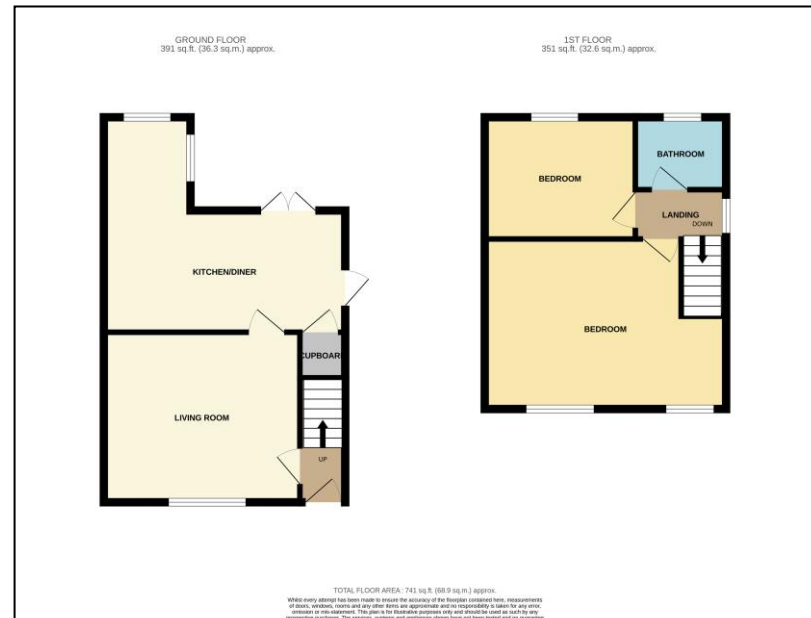 GROUND FLOOR
391 sq.ft. (36.3 sq.m.) approx.
1ST FLOOR
351 sq.ft. (32.6 sq.m.) approx.
BATHROOM
BEDROOM
LANDING
DOWN
KITCHEN/DINER
BEDROOM
CUPBOARD
LIVING ROOM
UP
TOTAL FLOOR AREA : 741 sq.ft. (68.9 sq.m.) approx.
Whilst every attempt has been made to ensure the accuracy of the floorplan contained here, measurements
of doors, windows, rooms and any other items are approximate and no responsibility is taken for any error,
omission or mis-statement. This plan is for illustrative purposes only and should be used as such by any